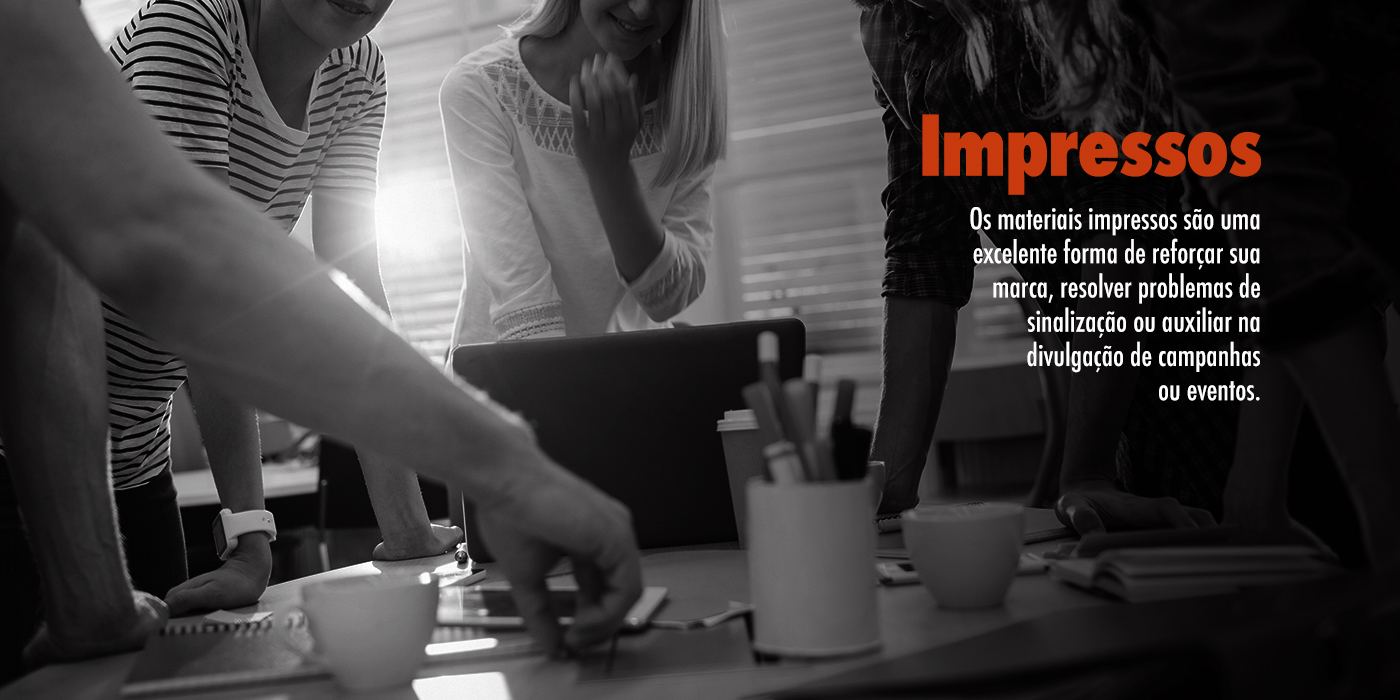 Impressos
Os materiais impressos são uma
excelente forma de reforçar sua
marca, resolver problemas de
sinalização ou auxiliar na
divulgação de campanhas
ou eventos.